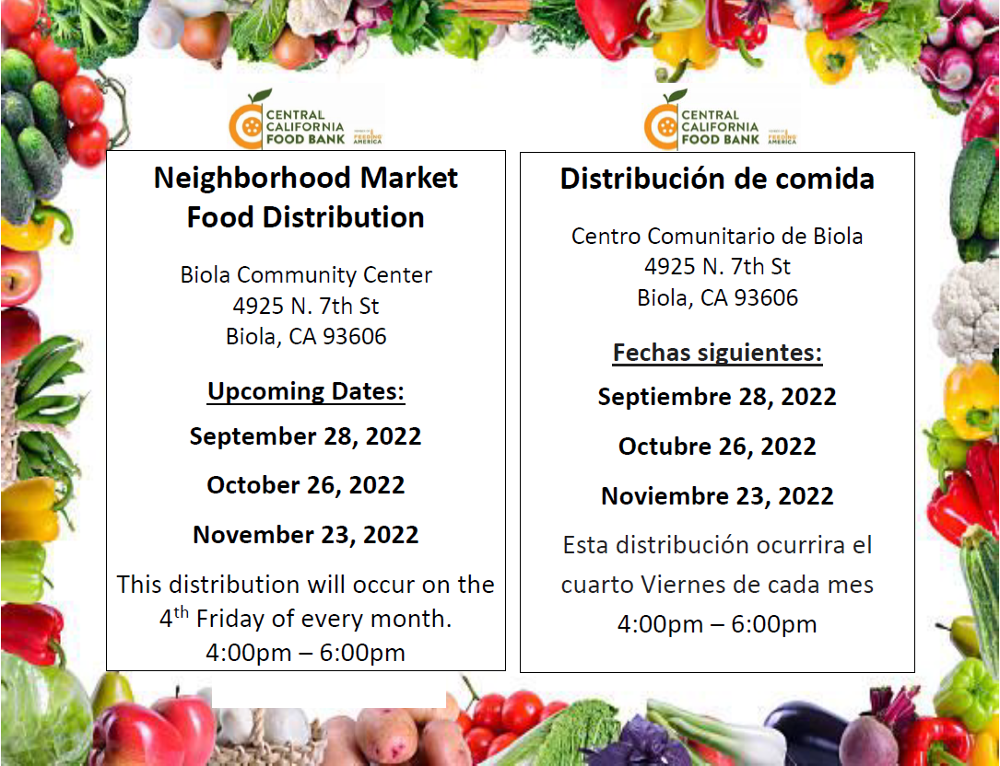 CENTRAL
CALIFORNIA
FOOD BANK
FEEDING
AMERICA
Neighborhood Market
Food Distribution
Biola Community Center
4925 N. 7th St
Biola, CA 93606
Upcoming Dates:
September 28, 2022
October 26, 2022
November 23, 2022
This distribution will occur on the
4th Friday of every month.
4:00pm – 6:00pm
CENTRAL
CALIFORNIA
FOOD BANK
FEEDING
AMERICA
Distribución de comida
Centro Comunitario de Biola
4925 N. 7th St
Biola, CA 93606
Fechas siguientes:
Septiembre 28, 2022
Octubre 26, 2022
Noviembre 23, 2022
Esta distribución ocurrira el
cuarto Viernes de cada mes
4:00pm – 6:00pm